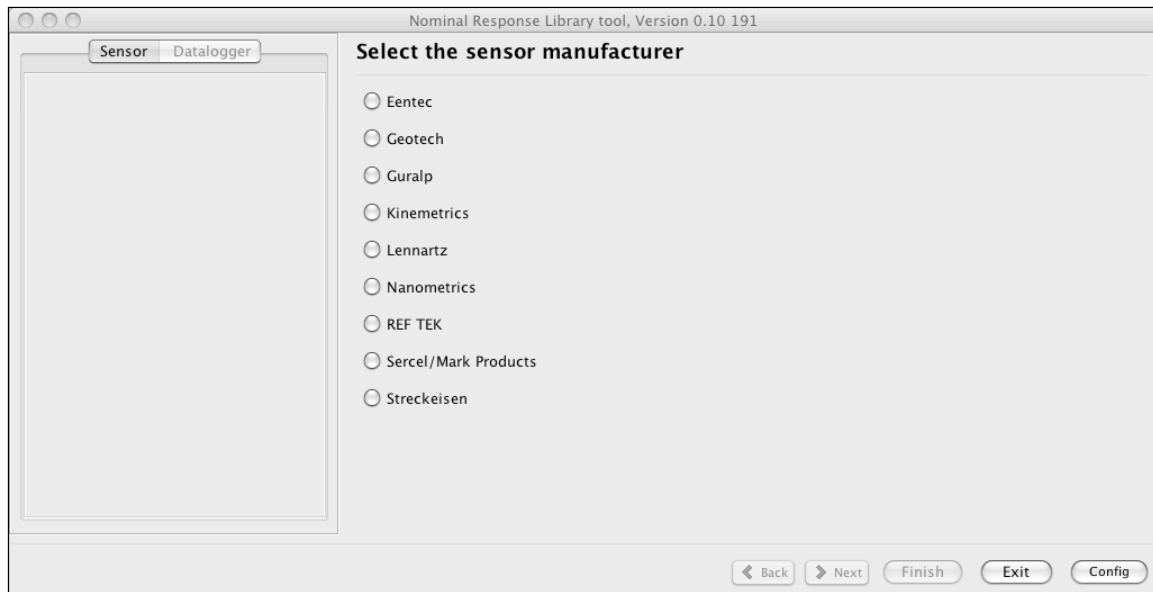 Nominal Response Library tool, Version 0.10 191
Sensor Datalogger
Select the sensor manufacturer
Eentec
Geotech
Guralp
Kinemetrics
Lennartz
Nanometrics
REF TEK
Sercel/Mark Products
Streckeisen
Back Next Finish Exit Config